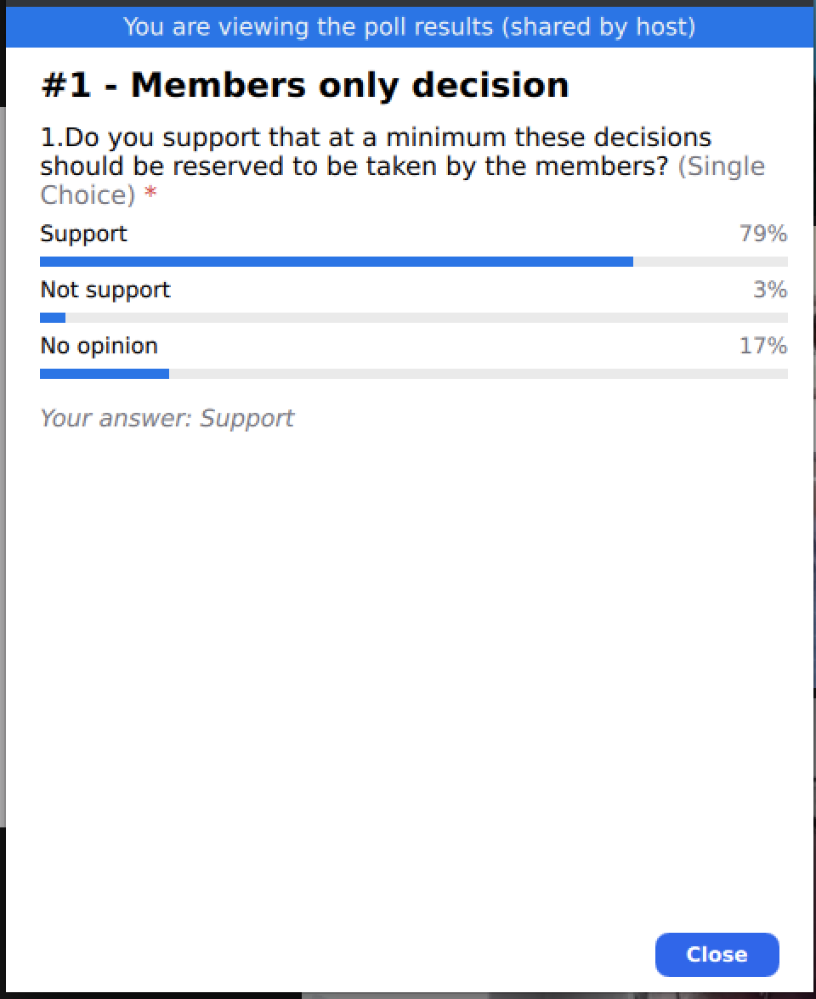 You are viewing the poll results (shared by host)
#1 - Members only decision
1.Do you support that at a minimum these decisions
should be reserved to be taken by the members? (Single
Choice) *
Support 79%
Not support 3%
No opinion 17%
Your answer: Support
Close